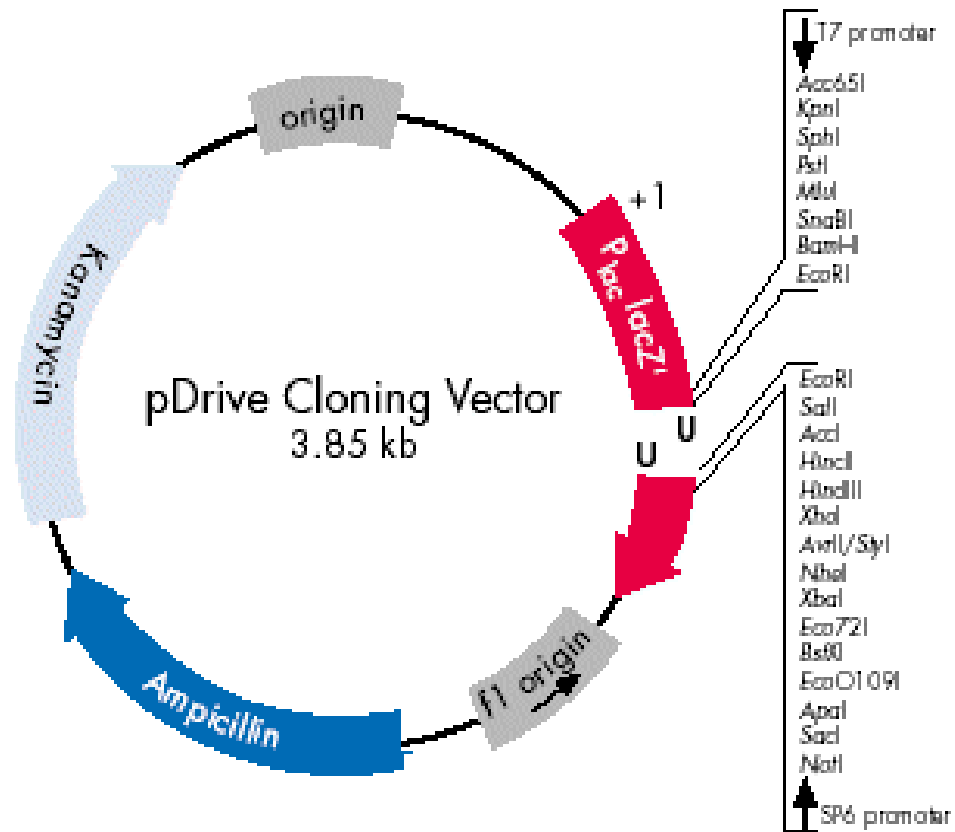 origin
+1
Plac lacZ'
Kanamycin
pDrive Cloning Vector
3.85 kb
U
U
f1 origin
Ampicillin
T7 promoter
Acc65I
KpnI
SphI
PstI
MluI
SnaBI
BamHI
EcoRI
EcoRI
SalI
AccI
HincII
HindIII
XhoI
AvrII/StyI
NheI
XbaI
Eco72I
BstXI
EcoO109I
ApaI
SacI
NotI
SP6 promoter